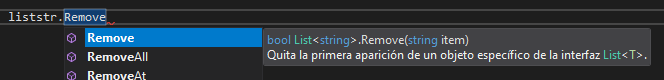 liststr.Remove
Remove
bool List<string>.Remove(string item)
RemoveAll
Quita la primera aparición de un objeto específico de la interfaz List<T>.
RemoveAt